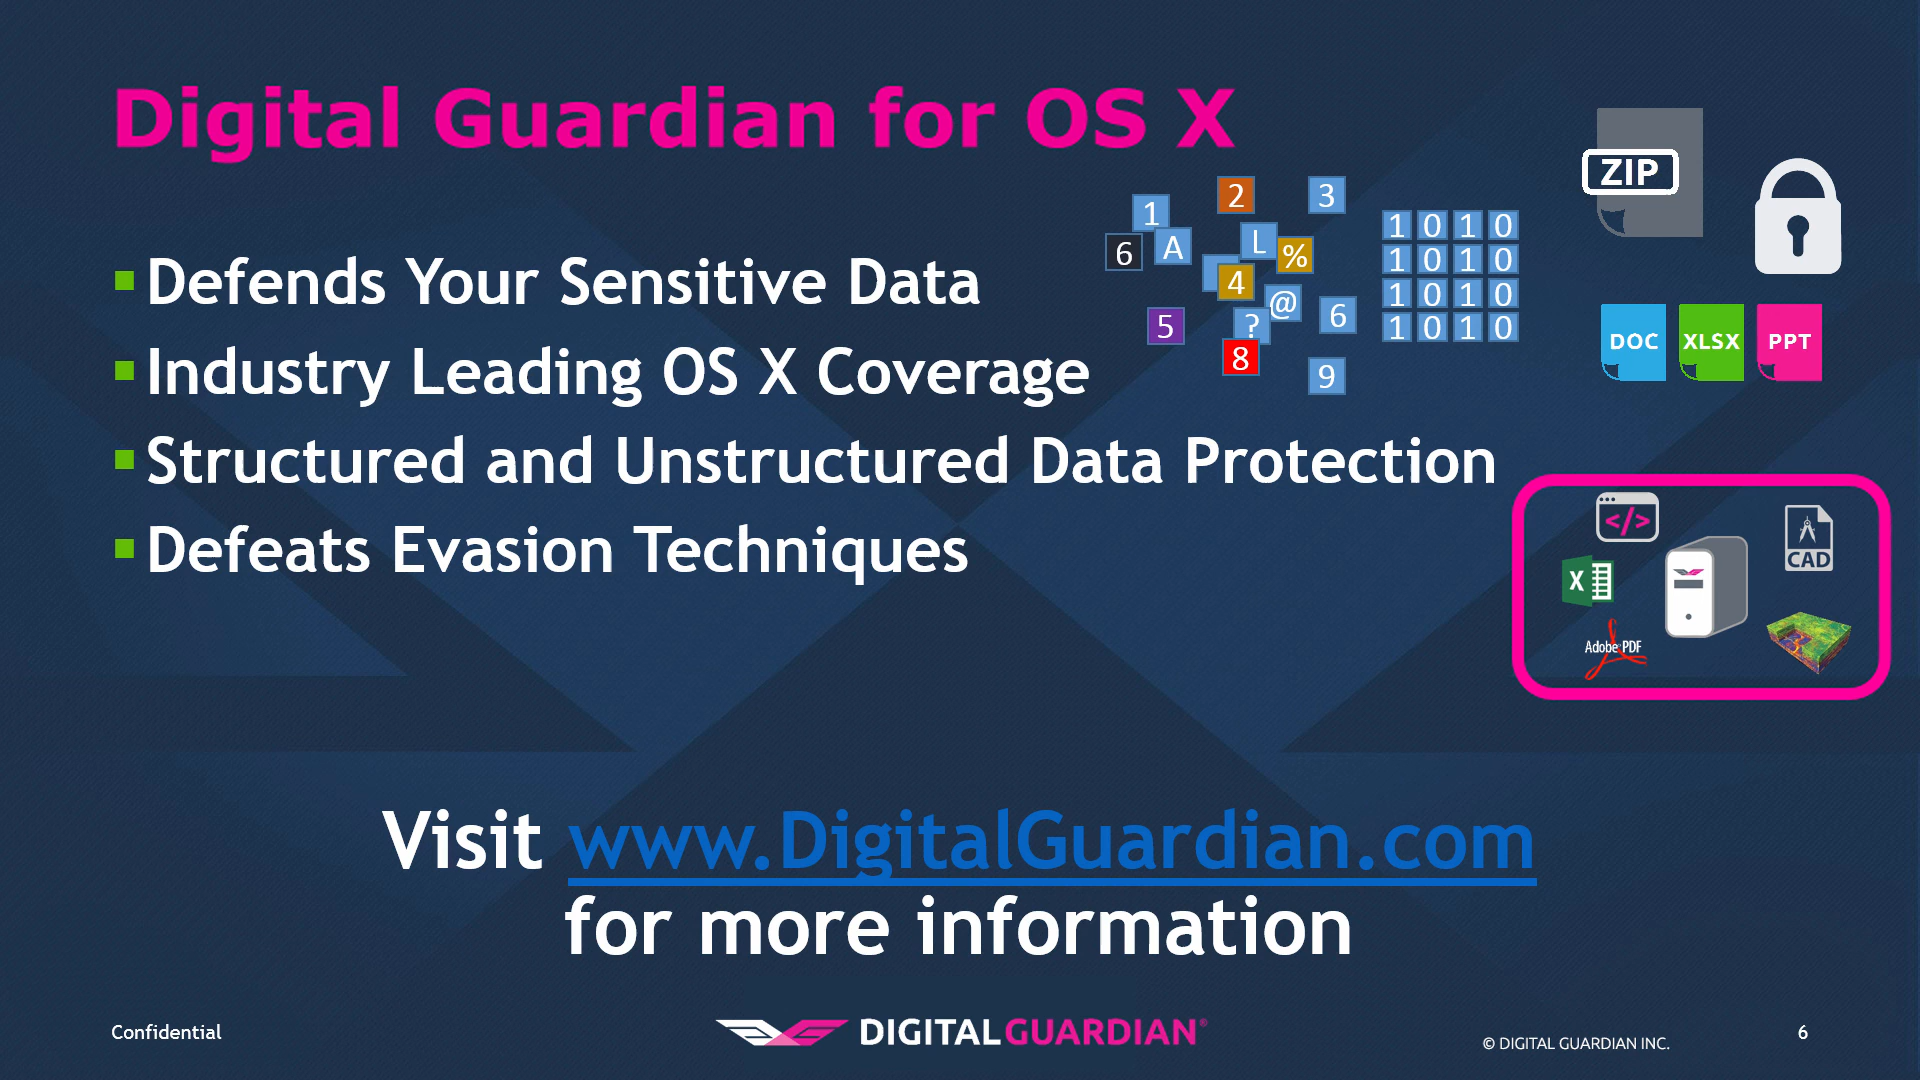 Digital Guardian for OS X
Defends Your Sensitive Data
Industry Leading OS X Coverage
Structured and Unstructured Data Protection
Defeats Evasion Techniques
1
2
3
6
A
L
%
4
@
6
5
?
8
9
1 0 1 0
1 0 1 0
1 0 1 0
1 0 1 0
ZIP
DOC
XLSX
PPT
</>
CAD
X
Adobe PDF
Visit www.DigitalGuardian.com
for more information
Confidential
DIGITALGUARDIAN®
© DIGITAL GUARDIAN INC.
6